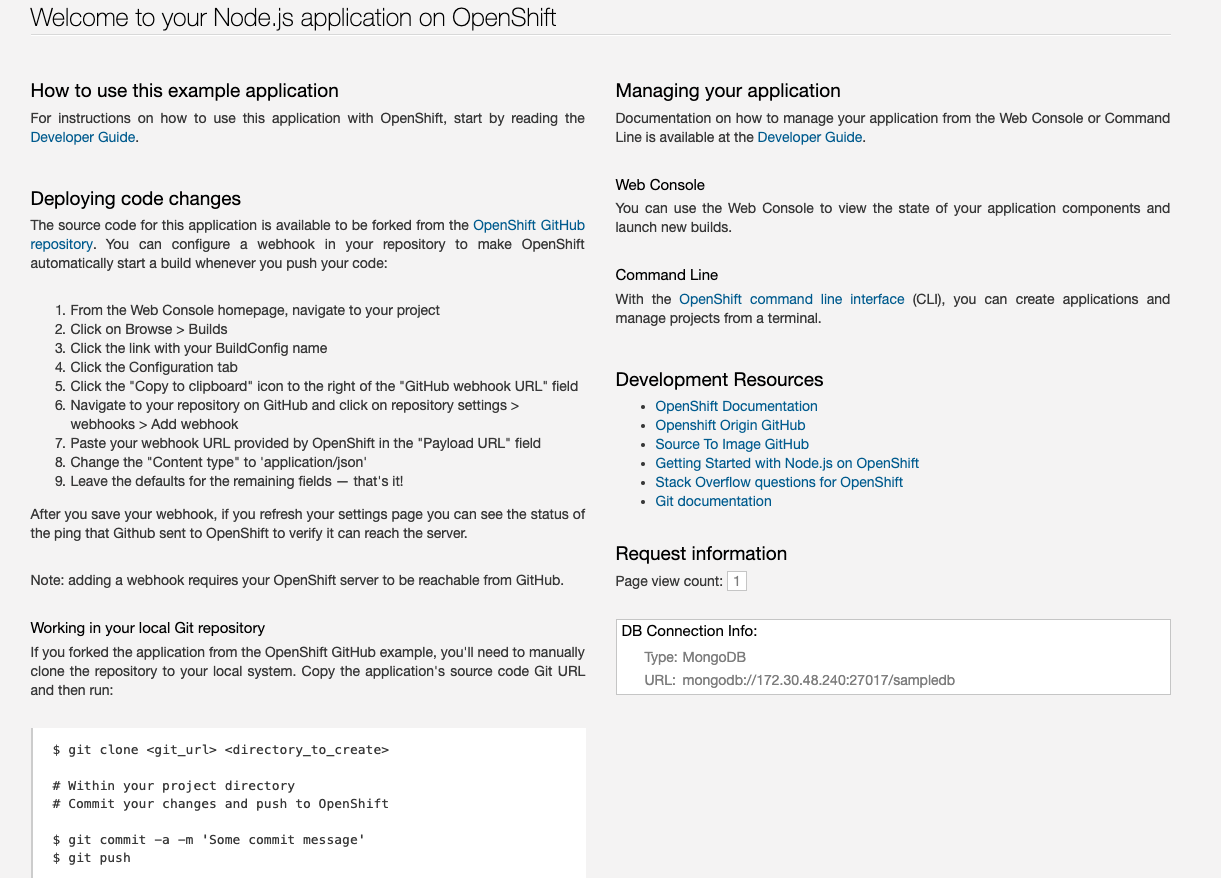 Welcome to your Node.js application on OpenShift
How to use this example application
For instructions on how to use this application with OpenShift, start by reading the
Developer Guide.
Deploying code changes
The source code for this application is available to be forked from the OpenShift GitHub
repository. You can configure a webhook in your repository to make OpenShift
automatically start a build whenever you push your code:
1. From the Web Console homepage, navigate to your project
2. Click on Browse > Builds
3. Click the link with your BuildConfig name
4. Click the Configuration tab
5. Click the "Copy to clipboard" icon to the right of the "GitHub webhook URL" field
6. Navigate to your repository on GitHub and click on repository settings >
webhooks > Add webhook
7. Paste your webhook URL provided by OpenShift in the "Payload URL" field
8. Change the "Content type" to 'application/json'
9. Leave the defaults for the remaining fields — that's it!
After you save your webhook, if you refresh your settings page you can see the status of
the ping that Github sent to OpenShift to verify it can reach the server.
Note: adding a webhook requires your OpenShift server to be reachable from GitHub.
Working in your local Git repository
If you forked the application from the OpenShift GitHub example, you'll need to manually
clone the repository to your local system. Copy the application's source code Git URL
and then run:
$ git clone <git_url> <directory_to_create>
# Within your project directory
# Commit your changes and push to OpenShift
$ git commit -a -m 'Some commit message'
$ git push
Managing your application
Documentation on how to manage your application from the Web Console or Command
Line is available at the Developer Guide.
Web Console
You can use the Web Console to view the state of your application components and
launch new builds.
Command Line
With the OpenShift command line interface (CLI), you can create applications and
manage projects from a terminal.
Development Resources
• OpenShift Documentation
• Openshift Origin GitHub
• Source To Image GitHub
• Getting Started with Node.js on OpenShift
• Stack Overflow questions for OpenShift
• Git documentation
Request information
Page view count: 1
DB Connection Info:
Type: MongoDB
URL: mongodb://172.30.48.240:27017/sampledb